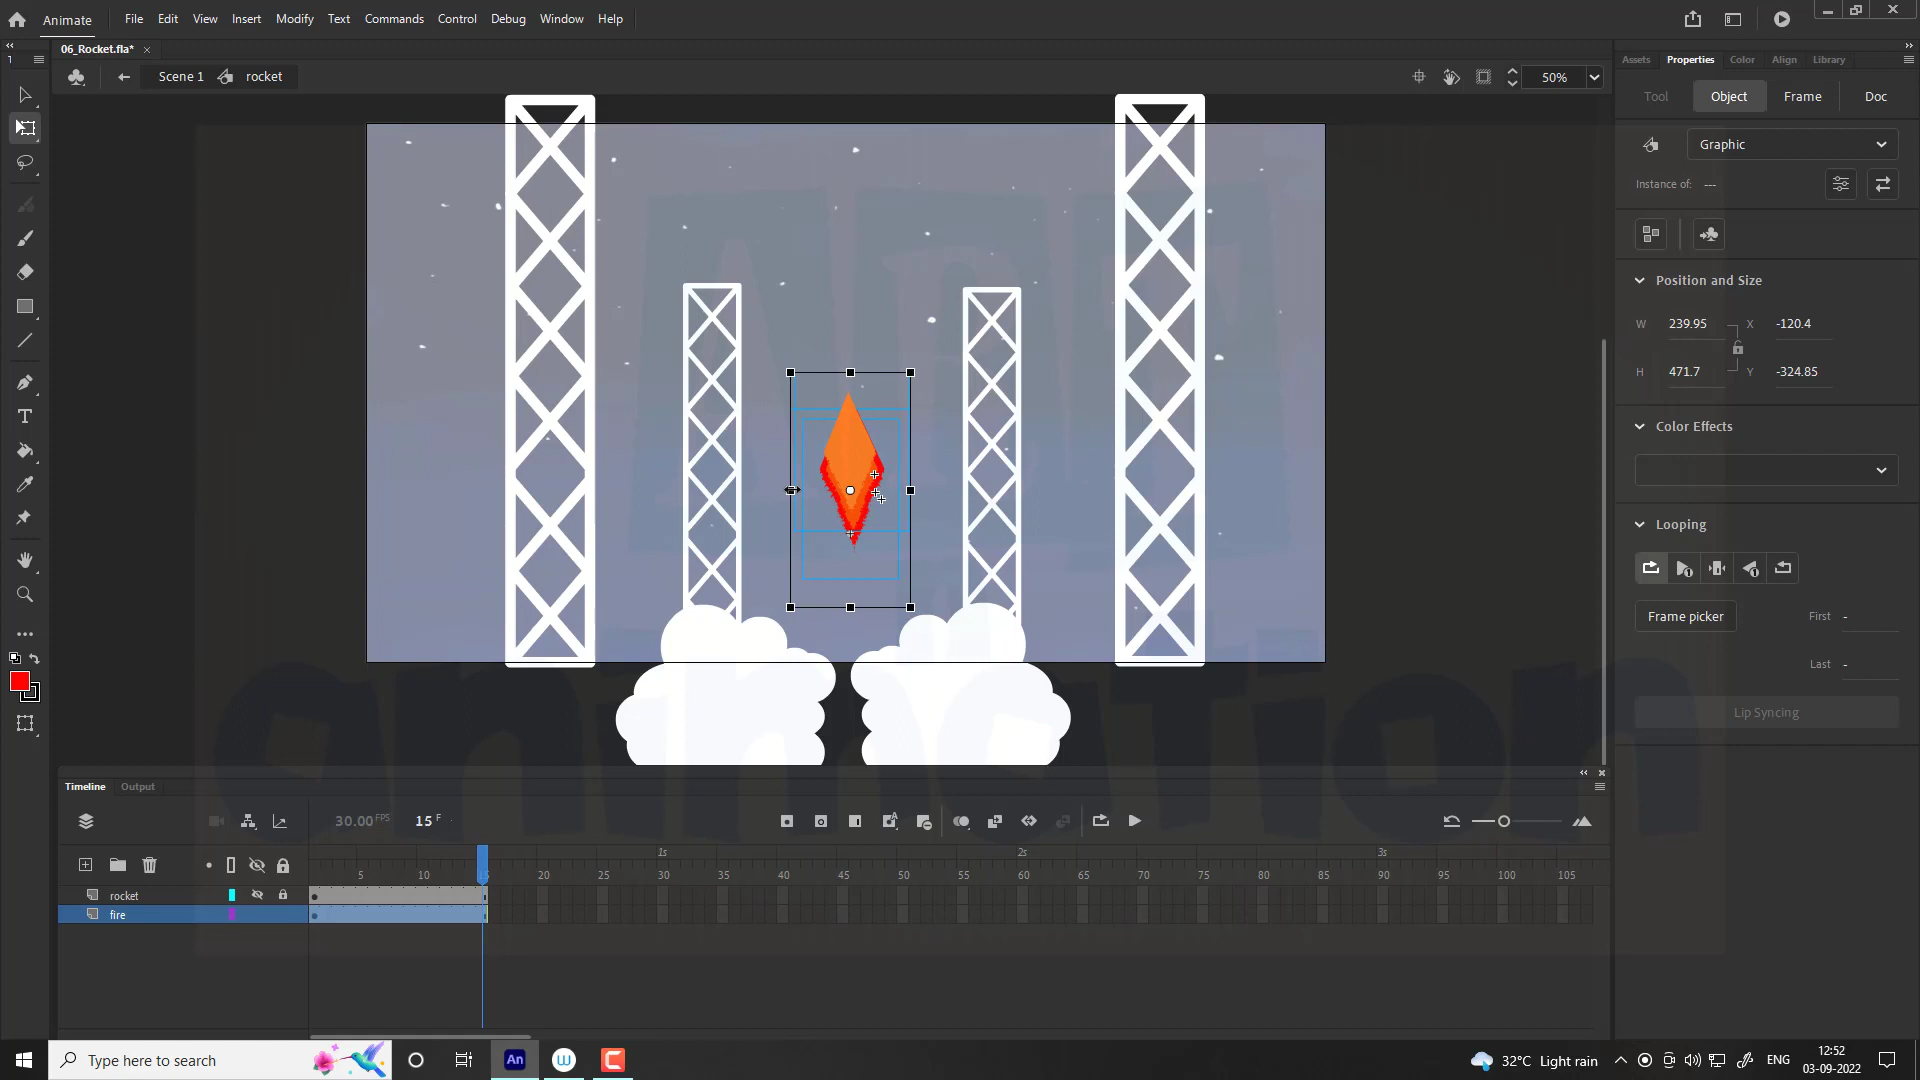 Animate File Edit View Insert Modify Text Commands Control Debug Window Help
06_Rocket.fla*
Scene 1 rocket 50%
Assets Properties Color Align Library
Tool Object Frame Doc
Graphic
Instance of: ---
Position and Size
W 239.95 X -120.4
H 471.7 Y -324.85
Color Effects
Looping
Frame picker First -
Last -
Lip Syncing
animation
Timeline Output
30.00 FPS 15 F
1s 2s 3s
5 10 15 20 25 30 35 40 45 50 55 60 65 70 75 80 85 90 95 100 105
rocket
fire
Type here to search
An
32°C Light rain
ENG
12:52
03-09-2022